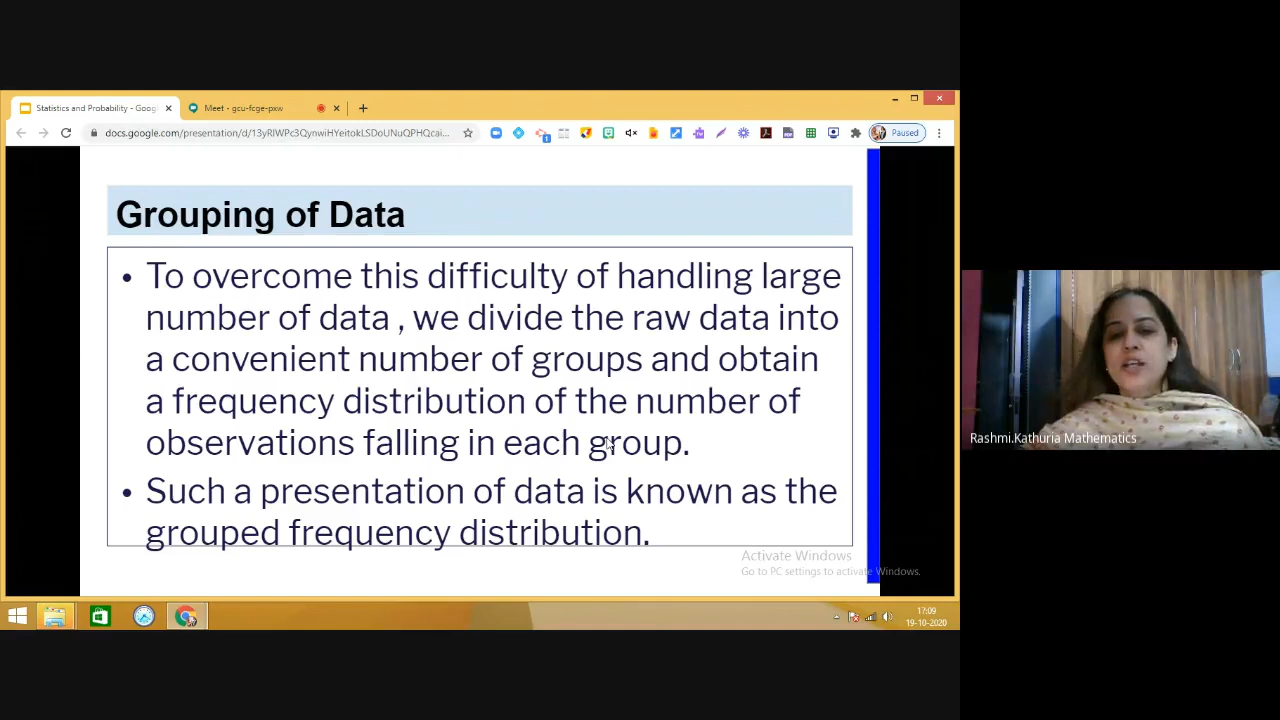 Statistics and Probability - Goog
Meet - gcu-fcge-pxw
docs.google.com/presentation/d/13yRlWPc3QynwiHYeitokLSDoUNuQPHQcai...
Paused
Grouping of Data
• To overcome this difficulty of handling large
number of data , we divide the raw data into
a convenient number of groups and obtain
a frequency distribution of the number of
observations falling in each group.
• Such a presentation of data is known as the
grouped frequency distribution.
Activate Windows
Go to PC settings to activate Windows.
17:09
19-10-2020
Rashmi.Kathuria Mathematics